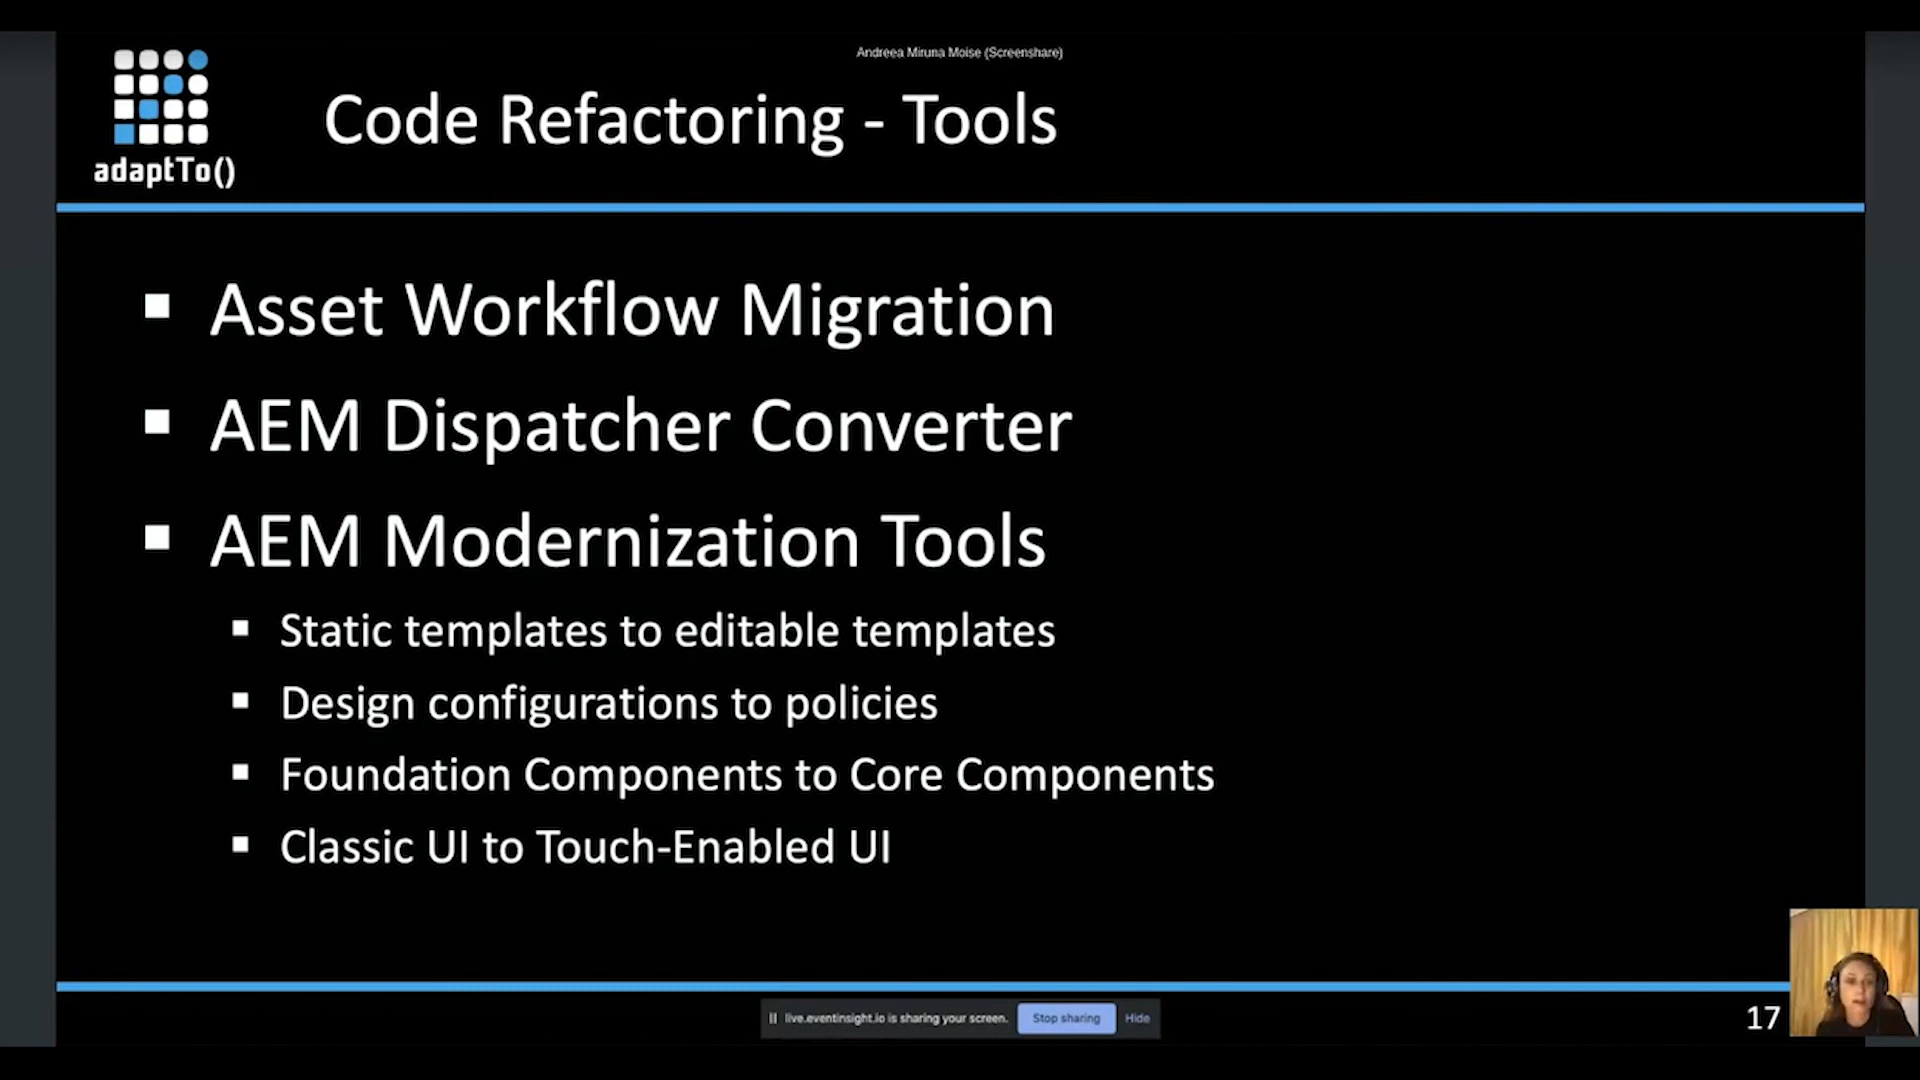 Andreea Miruna Moise (Screenshare)
adaptTo()
Code Refactoring - Tools
Asset Workflow Migration
AEM Dispatcher Converter
AEM Modernization Tools
Static templates to editable templates
Design configurations to policies
Foundation Components to Core Components
Classic UI to Touch-Enabled UI
live.eventinsight.io is sharing your screen. Stop sharing Hide
17